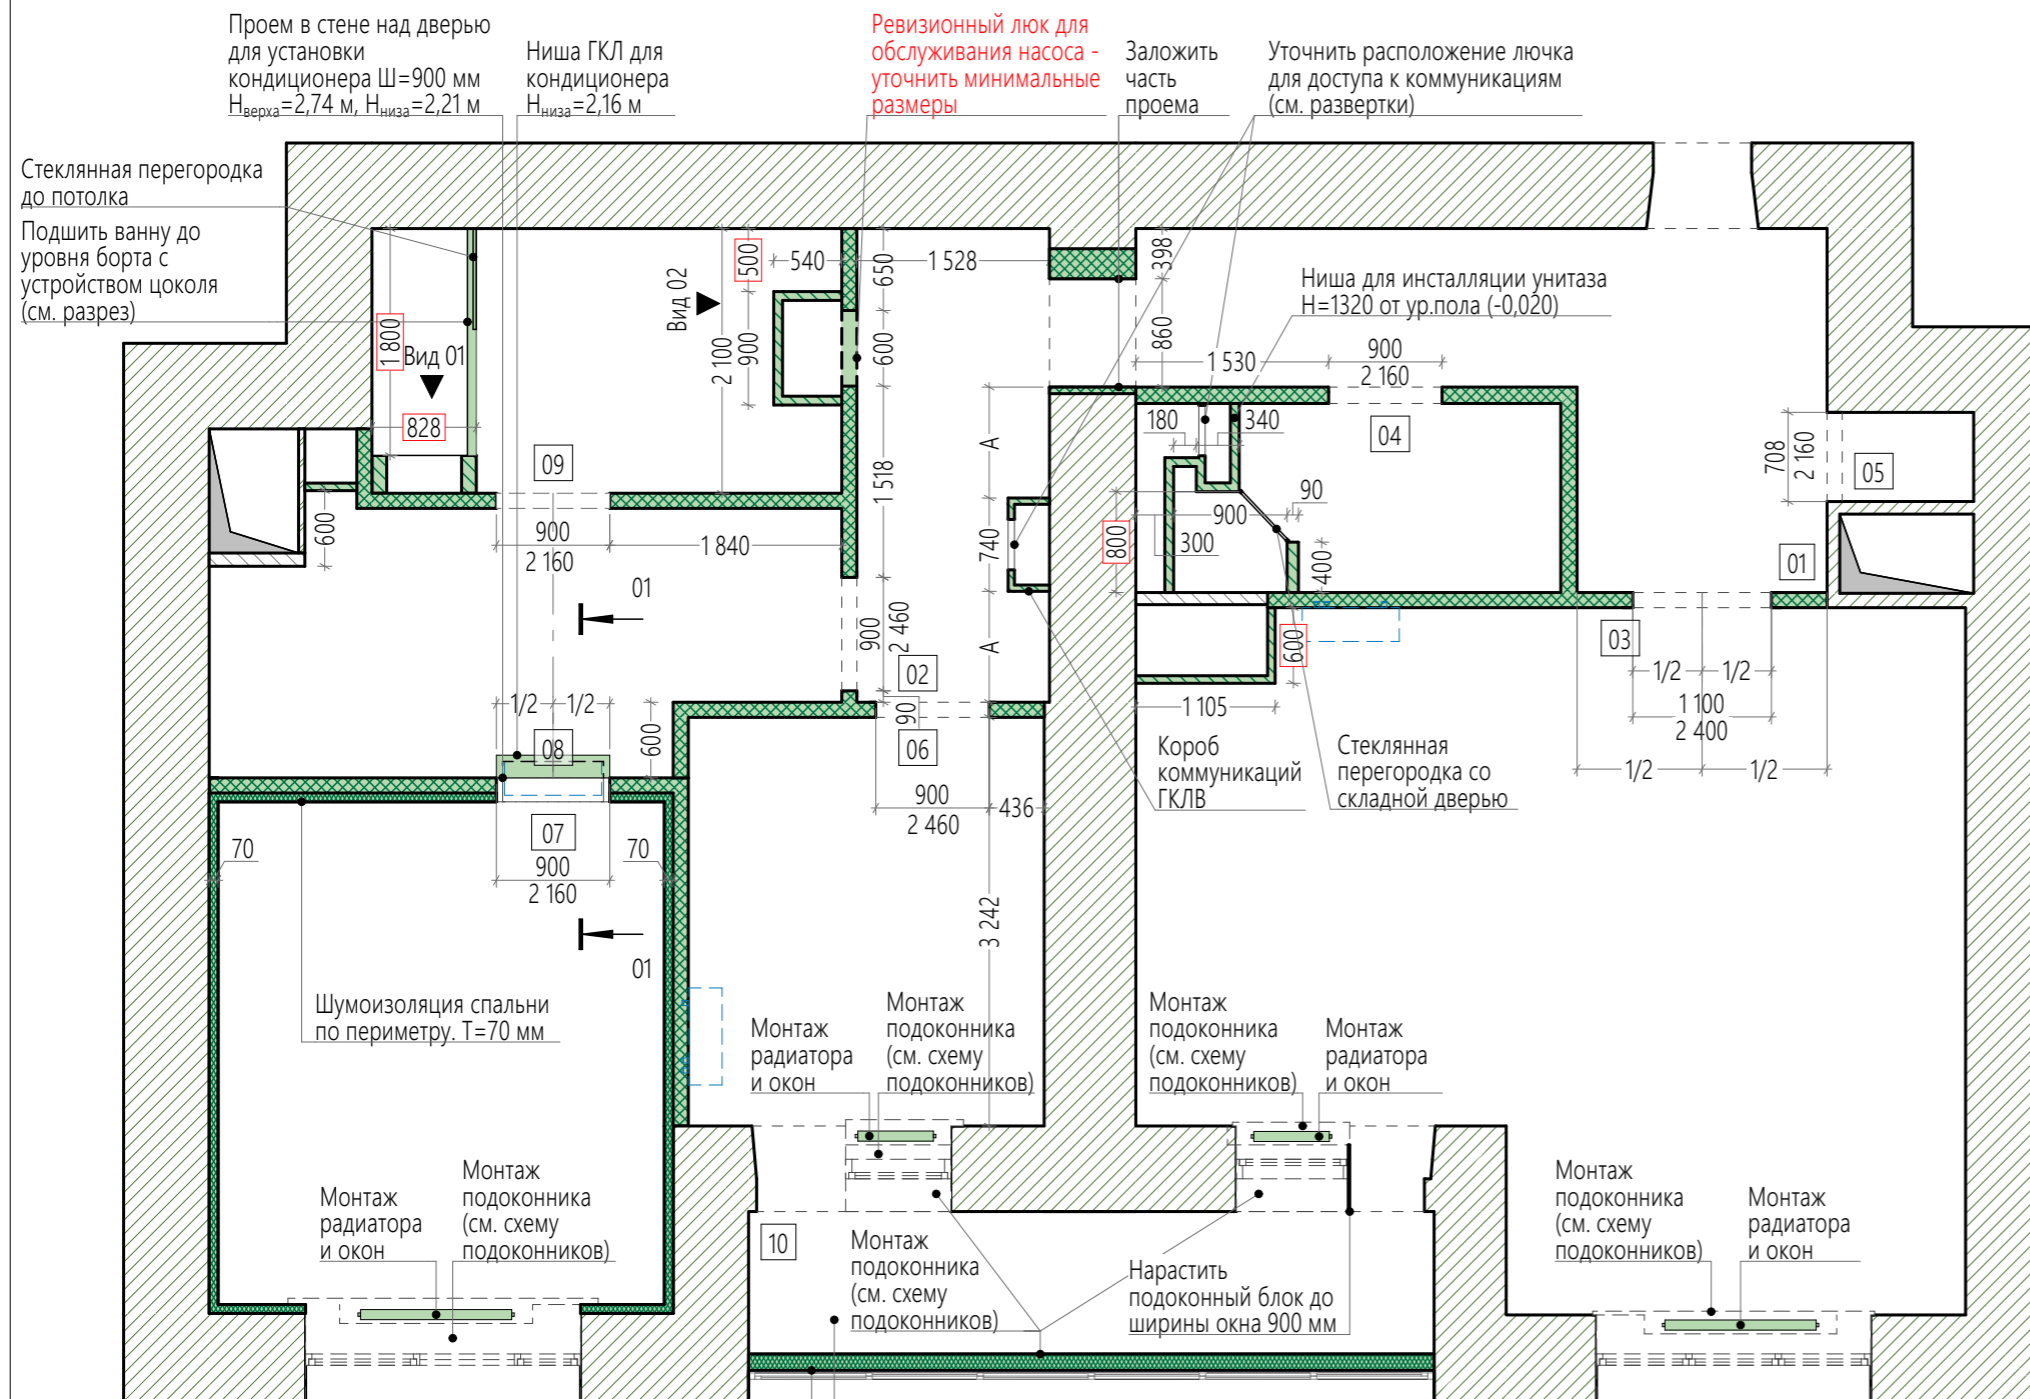 Проем в стене над дверью
для установки
кондиционера Ш=900 мм
Hверха=2,74 м, Hниза=2,21 м
Ниша ГКЛ для
кондиционера
Hниза=2,16 м
Ревизионный люк для
обслуживания насоса -
уточнить минимальные
размеры
Заложить
часть
проема
Уточнить расположение лючка
для доступа к коммуникациям
(см. развертки)
Стеклянная перегородка
до потолка
Подшить ванну до
уровня борта с
устройством цоколя
(см. разрез)
Ниша для инсталляции унитаза
H=1320 от ур.пола (-0,020)
1 800
Вид 01
828
Вид 02
2 100
500
900
540
650
600
1 518
1 528
398
860
1 530
900
2 160
180
340
04
708
2 160
05
09
600
900
2 160
1 840
01
A
740
A
900
2 460
800
300
900
90
400
01
02
600
1 105
03
1/2
1/2
1 100
2 400
1/2
1/2
1/2
1/2
08
600
90
06
900
2 460
436
Короб
коммуникаций
ГКЛВ
Стеклянная
перегородка со
складной дверью
07
900
2 160
70
70
01
3 242
Шумоизоляция спальни
по периметру. Т=70 мм
Монтаж
радиатора
и окон
Монтаж
подоконника
(см. схему
подоконников)
Монтаж
подоконника
(см. схему
подоконников)
Монтаж
радиатора
и окон
Монтаж
радиатора
и окон
Монтаж
подоконника
(см. схему
подоконников)
10
Монтаж
подоконника
(см. схему
подоконников)
Нарастить
подоконный блок до
ширины окна 900 мм
Монтаж
подоконника
(см. схему
подоконников)
Монтаж
радиатора
и окон